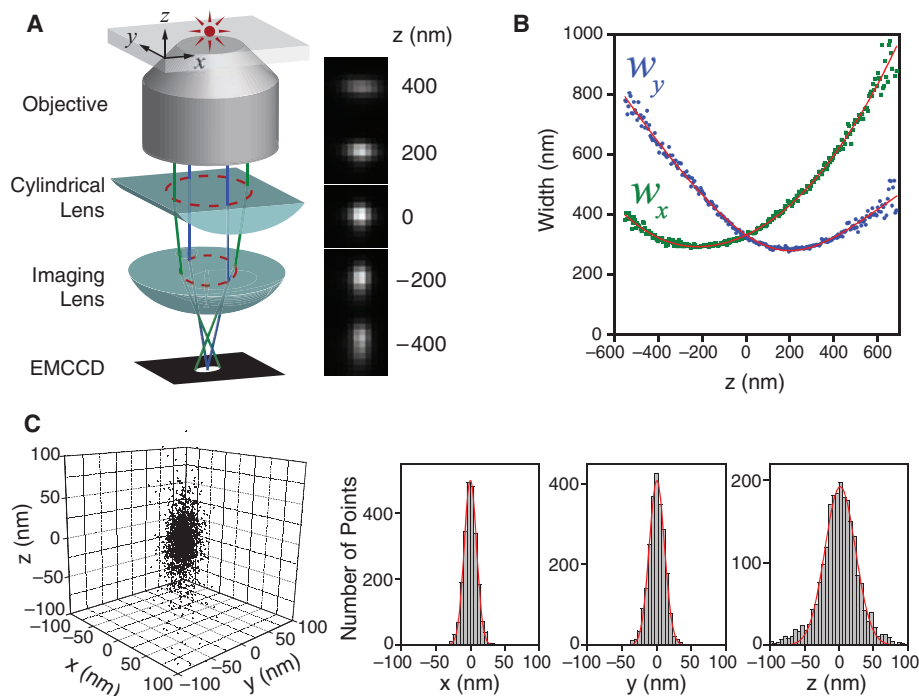 A
z
y
x
Objective
Cylindrical
Lens
Imaging
Lens
EMCCD
z (nm)
400
200
0
−200
−400
B
1000
800
600
400
200
0
Width (nm)
wy
wx
−600 −400 −200 0 200 400 600
z (nm)
C
100
50
0
−50
−100
z (nm)
−100
−50
0
50
100
x (nm)
−100
−50
0
50
100
y (nm)
Number of Points
400
200
0
−100 −50 0 50 100
x (nm)
400
200
0
−100 −50 0 50 100
y (nm)
200
100
0
−100 −50 0 50 100
z (nm)